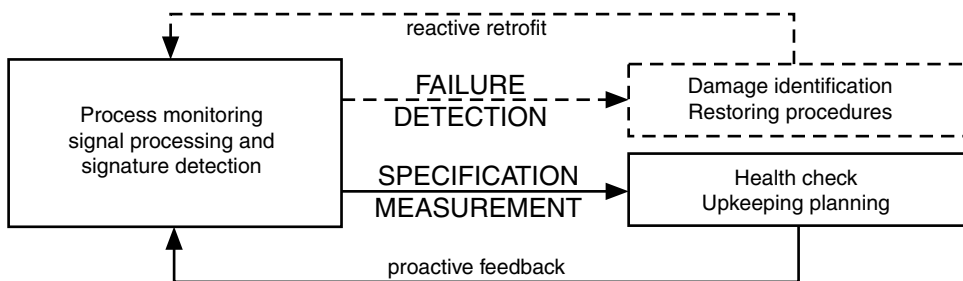 reactive retrofit
Process monitoring
signal processing and
signature detection
FAILURE
DETECTION
Damage identification
Restoring procedures
SPECIFICATION
MEASUREMENT
Health check
Upkeeping planning
proactive feedback